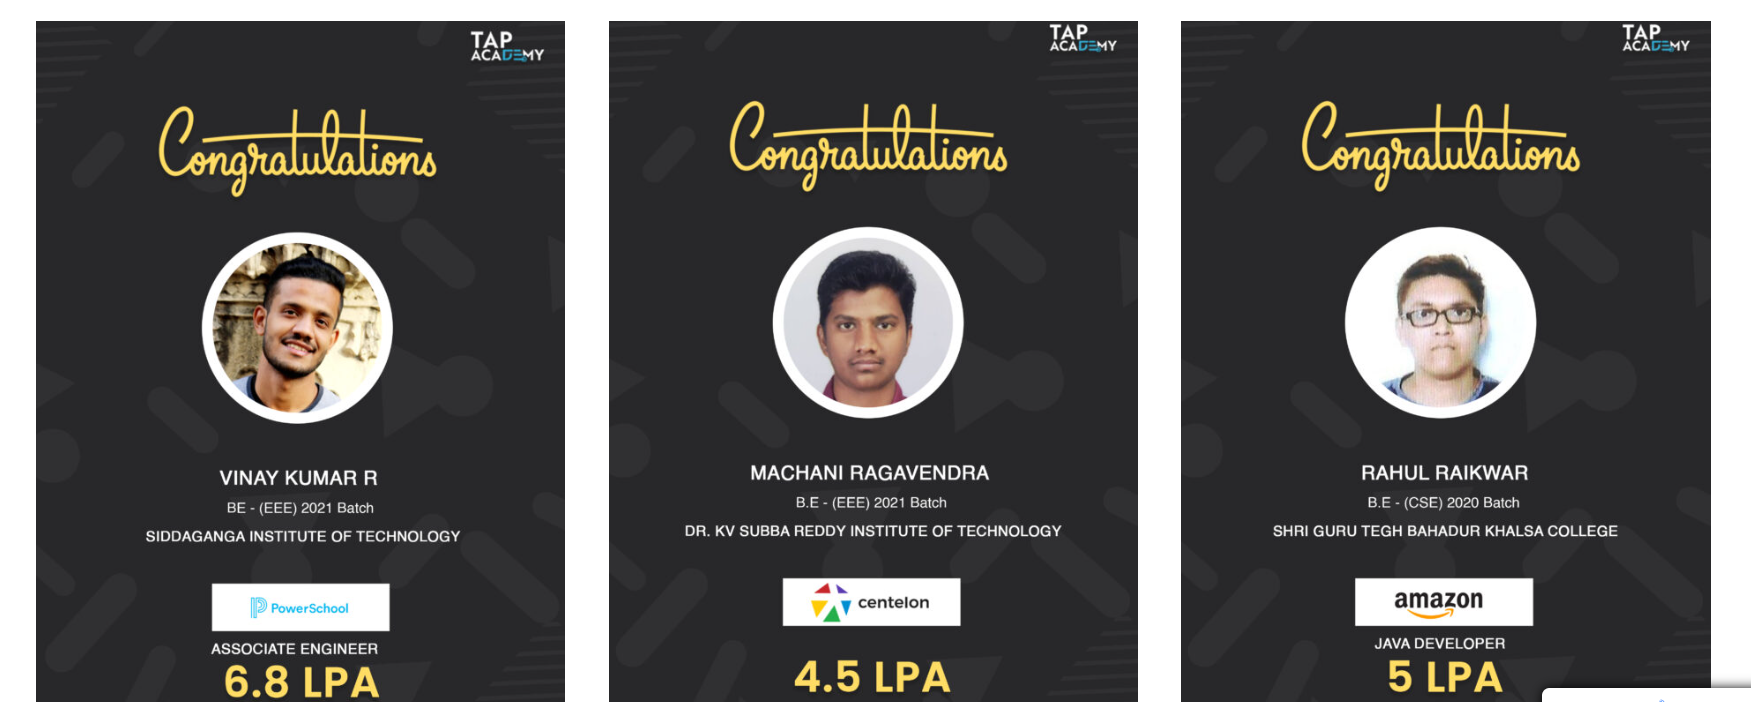 TAP
ACADEMY
Congratulations
VINAY KUMAR R
BE - (EEE) 2021 Batch
SIDDAGANGA INSTITUTE OF TECHNOLOGY
PowerSchool
ASSOCIATE ENGINEER
6.8 LPA
TAP
ACADEMY
Congratulations
MACHANI RAGAVENDRA
B.E - (EEE) 2021 Batch
DR. KV SUBBA REDDY INSTITUTE OF TECHNOLOGY
centelon
4.5 LPA
TAP
ACADEMY
Congratulations
RAHUL RAIKWAR
B.E - (CSE) 2020 Batch
SHRI GURU TEGH BAHADUR KHALSA COLLEGE
amazon
JAVA DEVELOPER
5 LPA